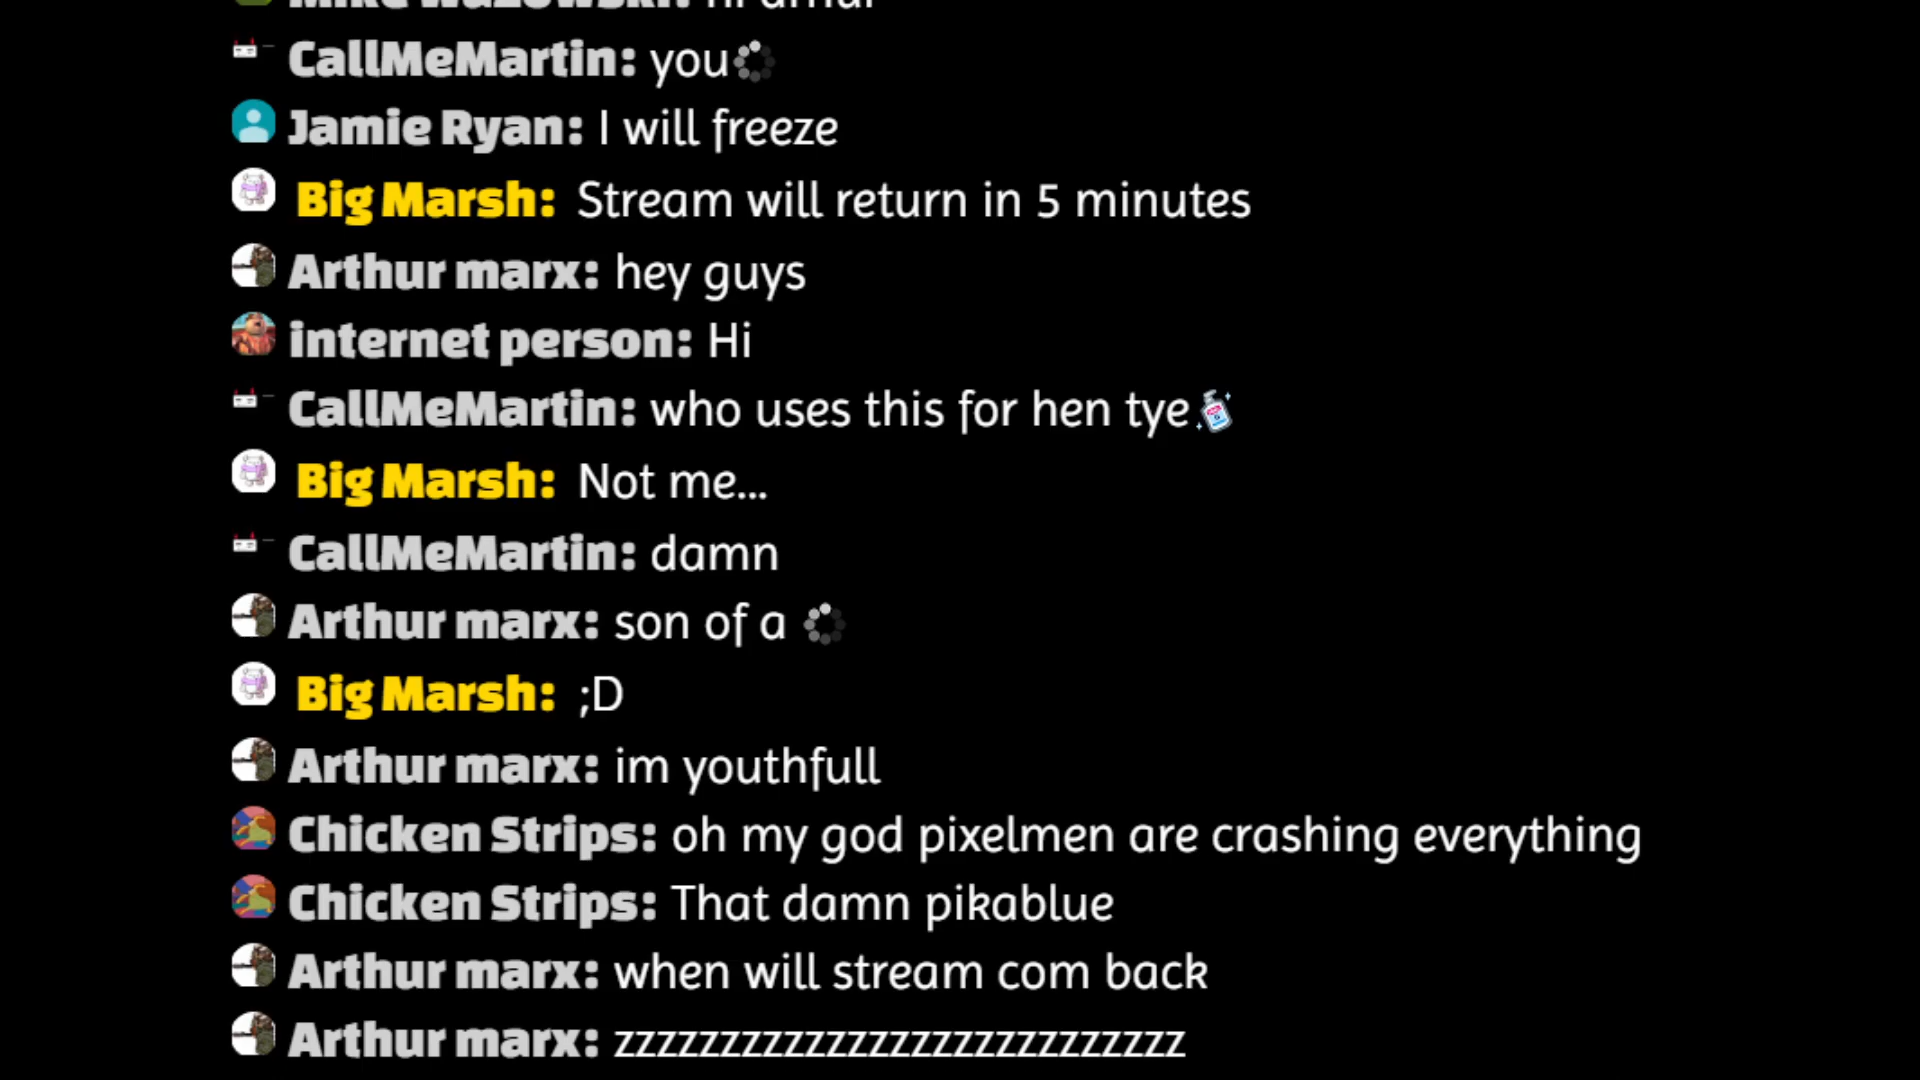 CallMeMartin: you
Jamie Ryan: I will freeze
Big Marsh: Stream will return in 5 minutes
Arthur marx: hey guys
internet person: Hi
CallMeMartin: who uses this for hen tye
Big Marsh: Not me...
CallMeMartin: damn
Arthur marx: son of a
Big Marsh: ;D
Arthur marx: im youthfull
Chicken Strips: oh my god pixelmen are crashing everything
Chicken Strips: That damn pikablue
Arthur marx: when will stream com back
Arthur marx: zzzzzzzzzzzzzzzzzzzzzzzzzzz